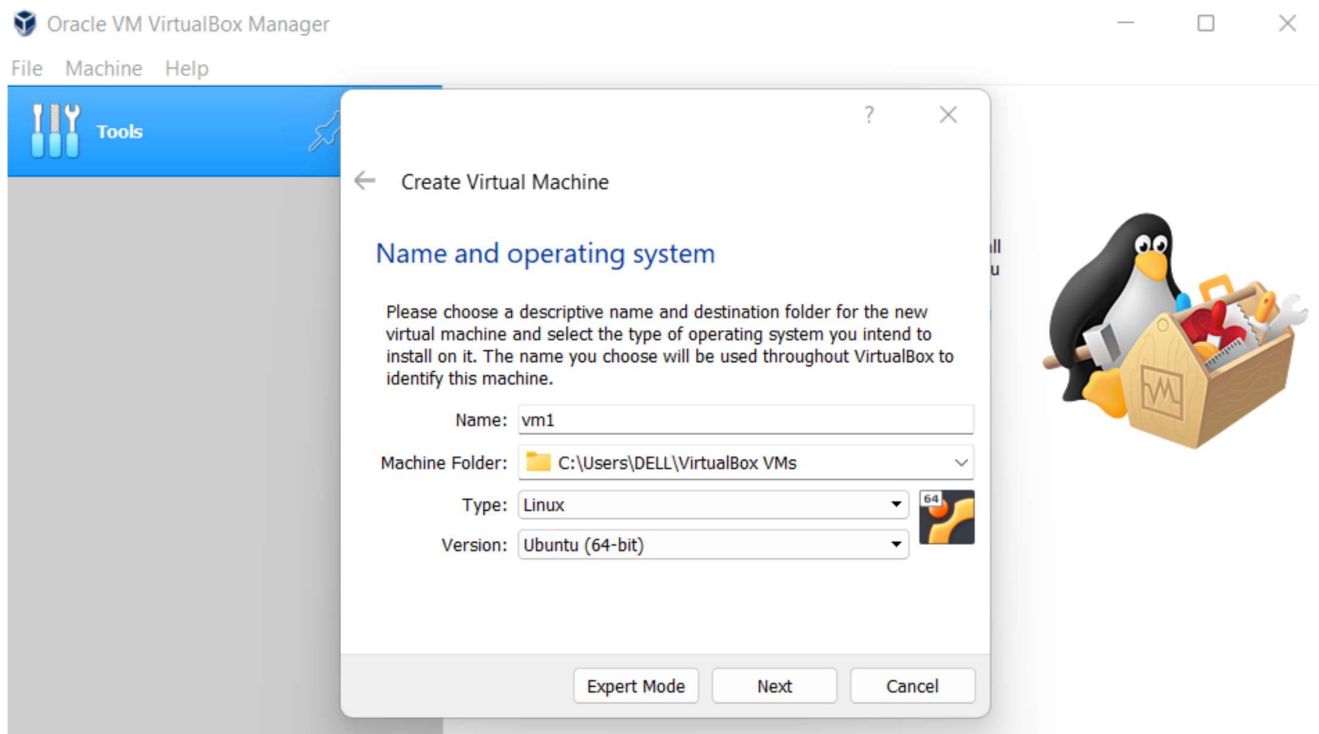 Oracle VM VirtualBox Manager
File Machine Help
Tools
?
Create Virtual Machine
Name and operating system
Please choose a descriptive name and destination folder for the new
virtual machine and select the type of operating system you intend to
install on it. The name you choose will be used throughout VirtualBox to
identify this machine.
Name: vm1
Machine Folder: C:\Users\DELL\VirtualBox VMs
Type: Linux
64
Version: Ubuntu (64-bit)
Expert Mode Next Cancel